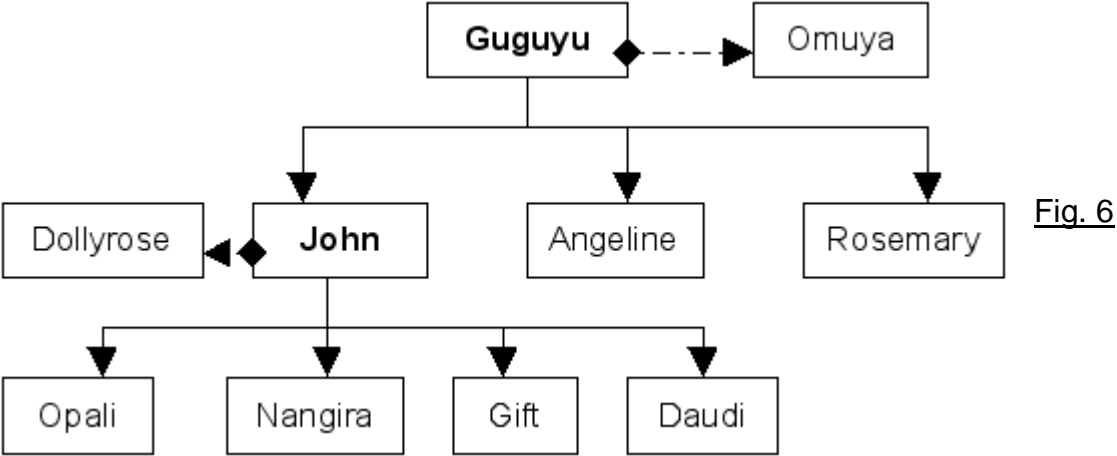 Guguyu
Omuya
Dollyrose
John
Angeline
Rosemary
Fig. 6
Opali
Nangira
Gift
Daudi